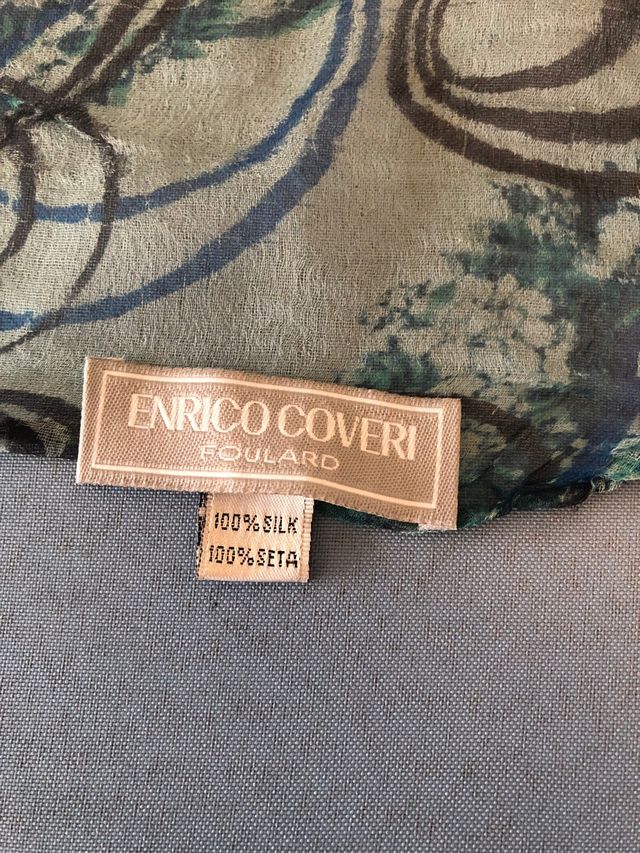 ENRICO COVERI
FOULARD
100% SILK
100% SETA